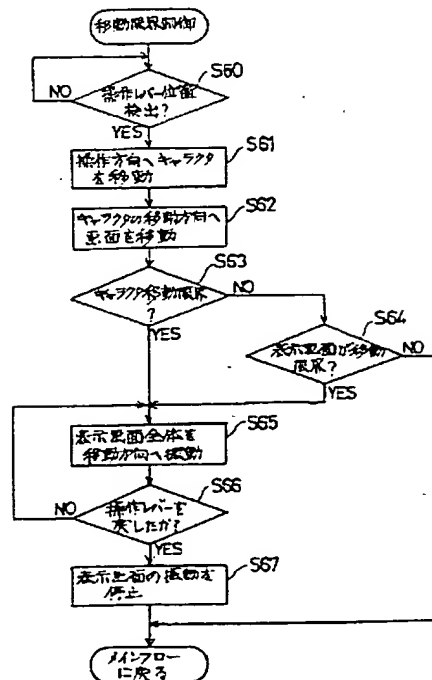 移動限界制御
S60
操作レバー位置
検出?
NO
YES
S61
操作方向へキャラクタ
を移動
S62
キャラクタの移動方向へ
画面を移動
S63
キャラクタ移動限界
?
NO
YES
S64
表示画面が移動
限界?
NO
YES
S65
表示画面全体を
移動方向へ振動
S66
操作レバーを
戻したか?
NO
YES
S67
表示画面の振動を
停止
メインフロー
に戻る